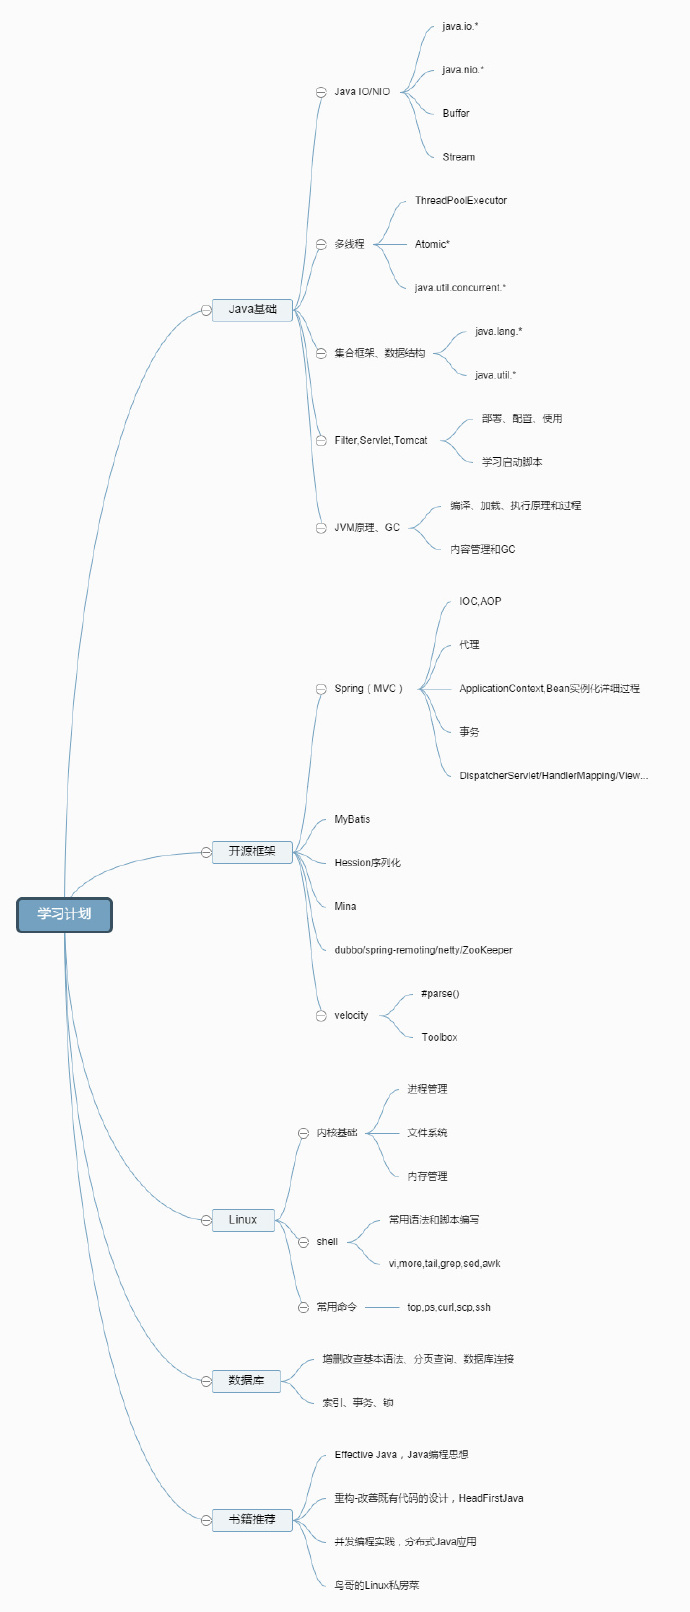 学习计划
Java基础
Java IO/NIO
java.io.*
java.nio.*
Buffer
Stream
多线程
ThreadPoolExecutor
Atomic*
java.util.concurrent.*
集合框架、数据结构
java.lang.*
java.util.*
Filter,Servlet,Tomcat
部署、配置、使用
学习启动脚本
JVM原理、GC
编译、加载、执行原理和过程
内容管理和GC
开源框架
Spring（MVC）
IOC,AOP
代理
ApplicationContext,Bean实例化详细过程
事务
DispatcherServlet/HandlerMapping/View...
MyBatis
Hession序列化
Mina
dubbo/spring-remoting/netty/ZooKeeper
velocity
#parse()
Toolbox
Linux
内核基础
进程管理
文件系统
内存管理
shell
常用语法和脚本编写
vi,more,tail,grep,sed,awk
常用命令
top,ps,curl,scp,ssh
数据库
增删改查基本语法、分页查询、数据库连接
索引、事务、锁
书籍推荐
Effective Java，Java编程思想
重构-改善既有代码的设计，HeadFirstJava
并发编程实践，分布式Java应用
鸟哥的Linux私房菜